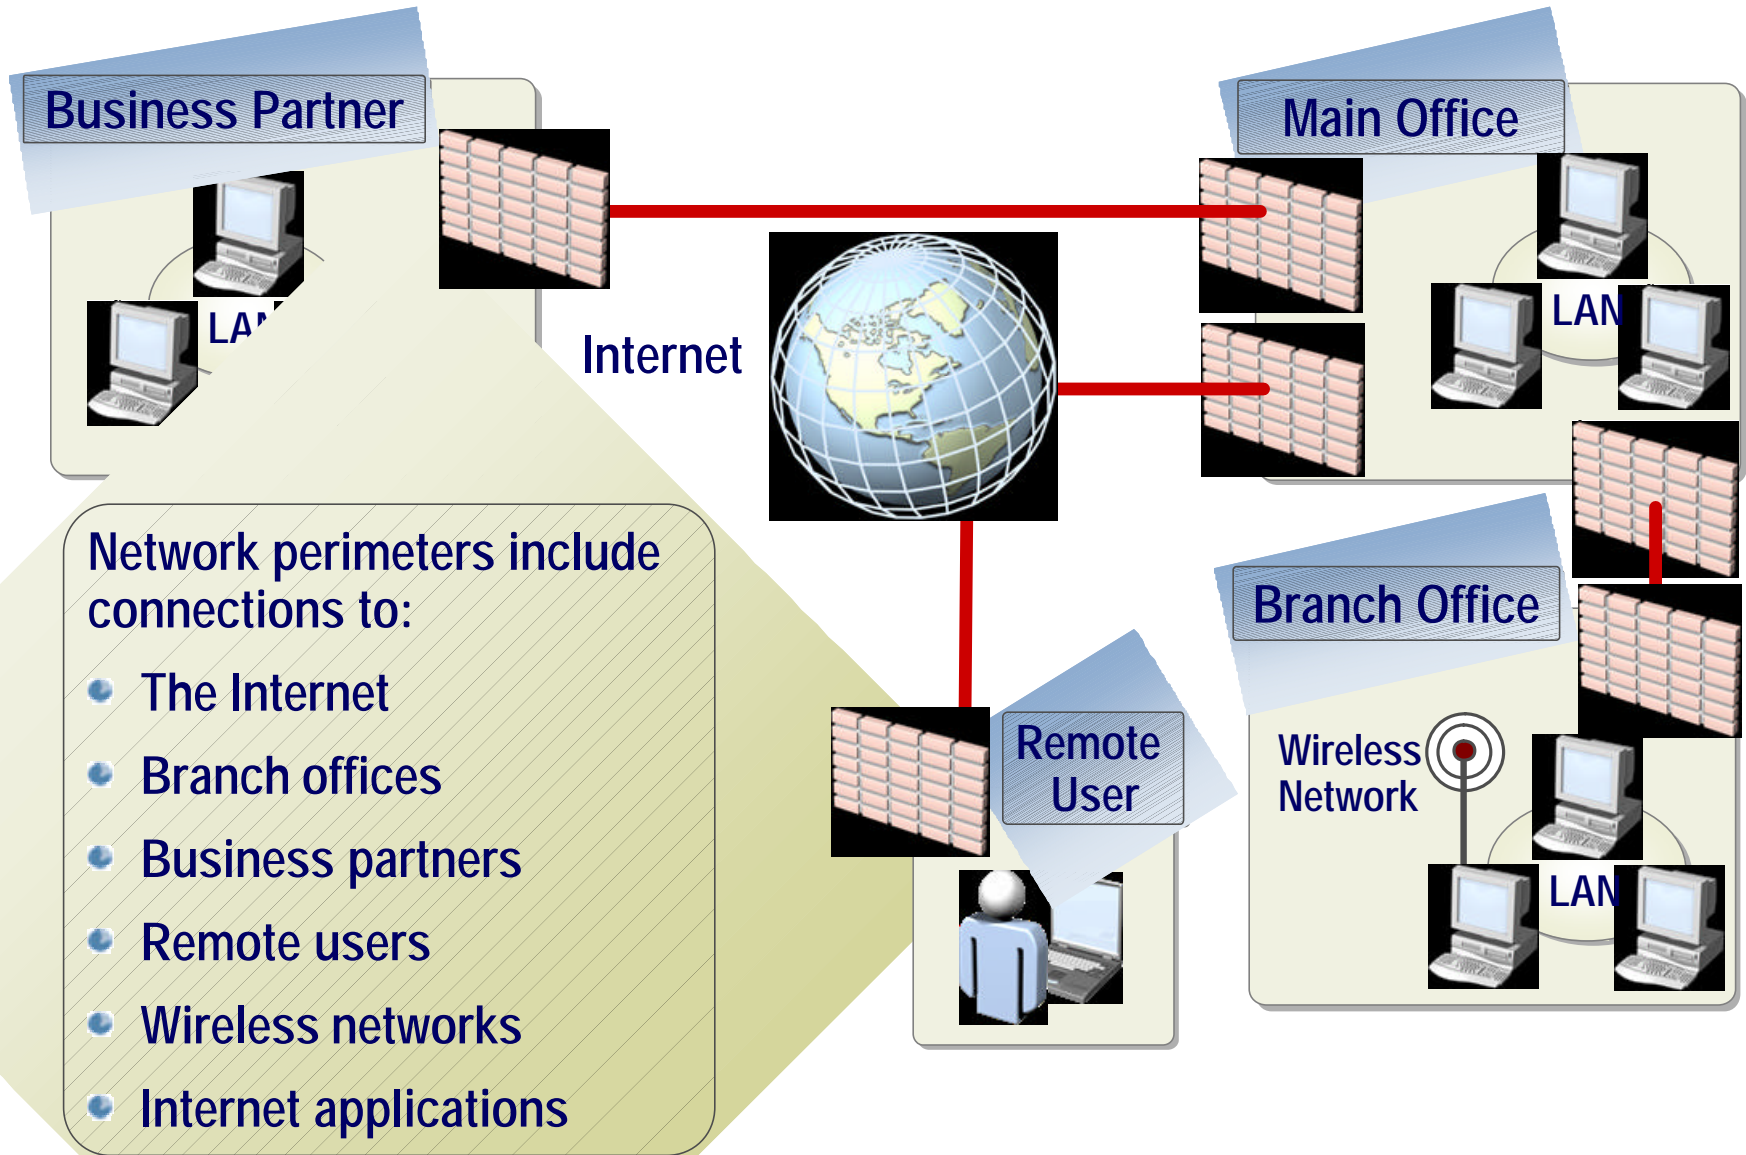 Business Partner
Main Office
LAN
LAN
Internet
Network perimeters include
connections to:
The Internet
Branch offices
Business partners
Remote users
Wireless networks
Internet applications
Remote
User
Branch Office
Wireless
Network
LAN